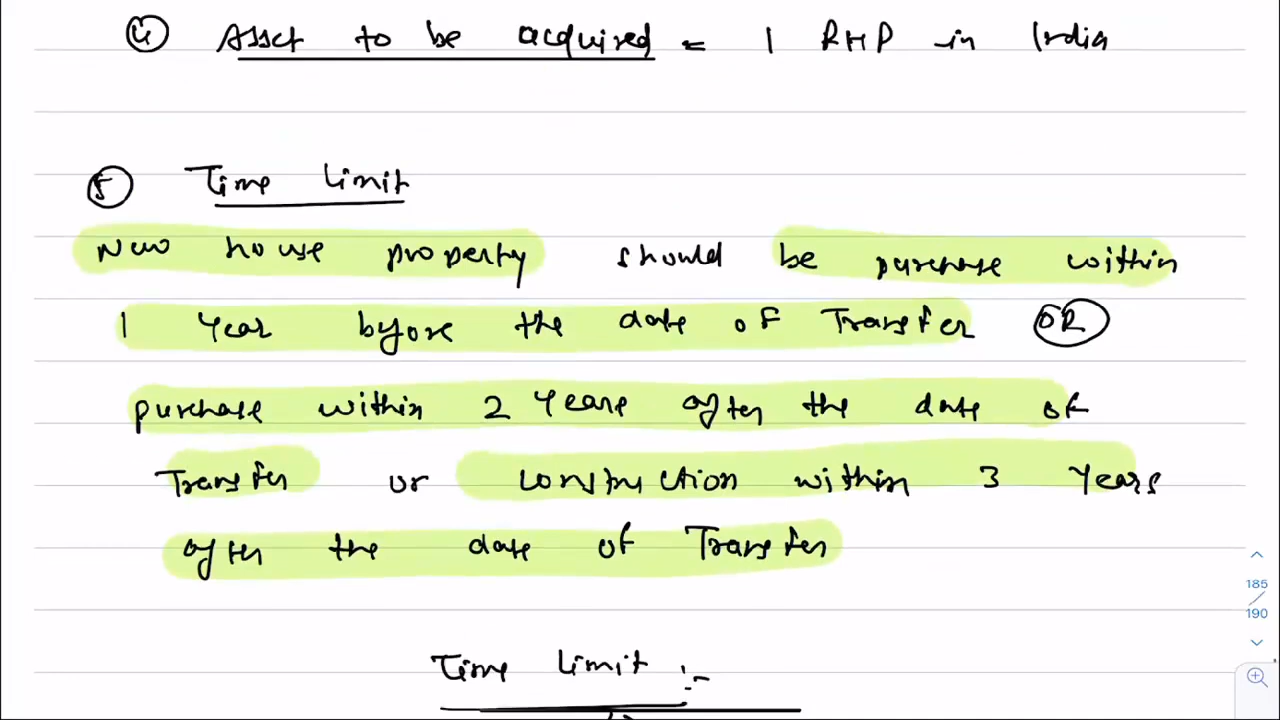 ④ Asset to be acquired = 1 RHP in India
⑤ Time Limit
New house property should be purchase within
1 Year before the date of Transfer OR
purchase within 2 Years after the date of
Transfer or construction within 3 Years
after the date of Transfer
185
/
190
Time Limit :-